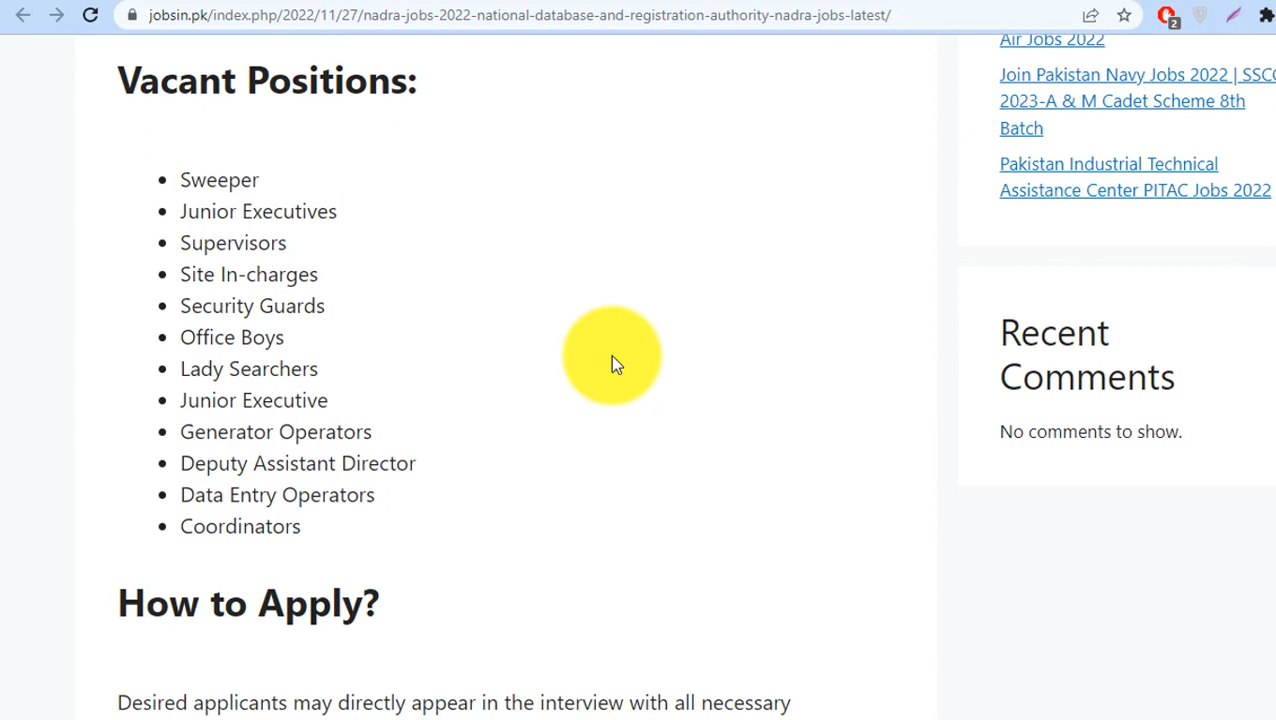 jobsin.pk/index.php/2022/11/27/nadra-jobs-2022-national-database-and-registration-authority-nadra-jobs-latest/
2
Vacant Positions:
Sweeper
Junior Executives
Supervisors
Site In-charges
Security Guards
Office Boys
Lady Searchers
Junior Executive
Generator Operators
Deputy Assistant Director
Data Entry Operators
Coordinators
How to Apply?
Desired applicants may directly appear in the interview with all necessary
Air Jobs 2022
Join Pakistan Navy Jobs 2022 | SSCO
2023-A & M Cadet Scheme 8th
Batch
Pakistan Industrial Technical
Assistance Center PITAC Jobs 2022
Recent
Comments
No comments to show.